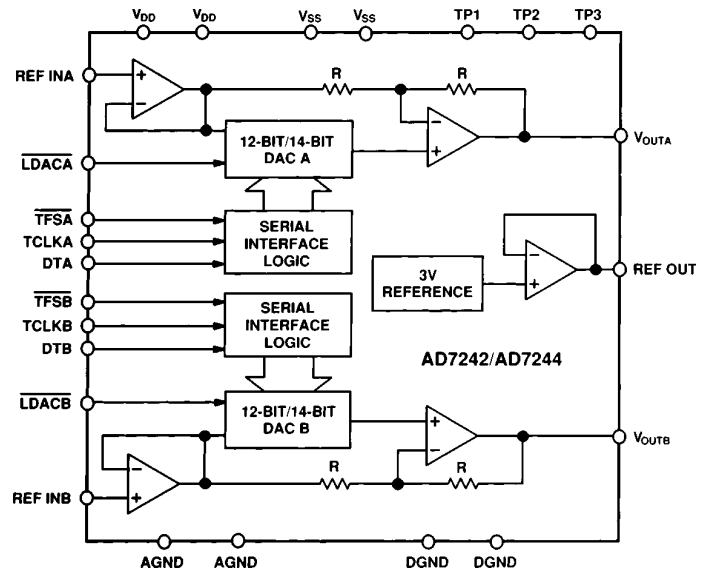 VDD VDD VSS VSS TP1 TP2 TP3
REF INA
R R
12-BIT/14-BIT
DAC A
VOUTA
LDACA
TFSA
TCLKA
DTA
SERIAL
INTERFACE
LOGIC
3V
REFERENCE
REF OUT
TFSB
TCLKB
DTB
SERIAL
INTERFACE
LOGIC
AD7242/AD7244
LDACB
12-BIT/14-BIT
DAC B
VOUTB
R R
REF INB
AGND AGND DGND DGND